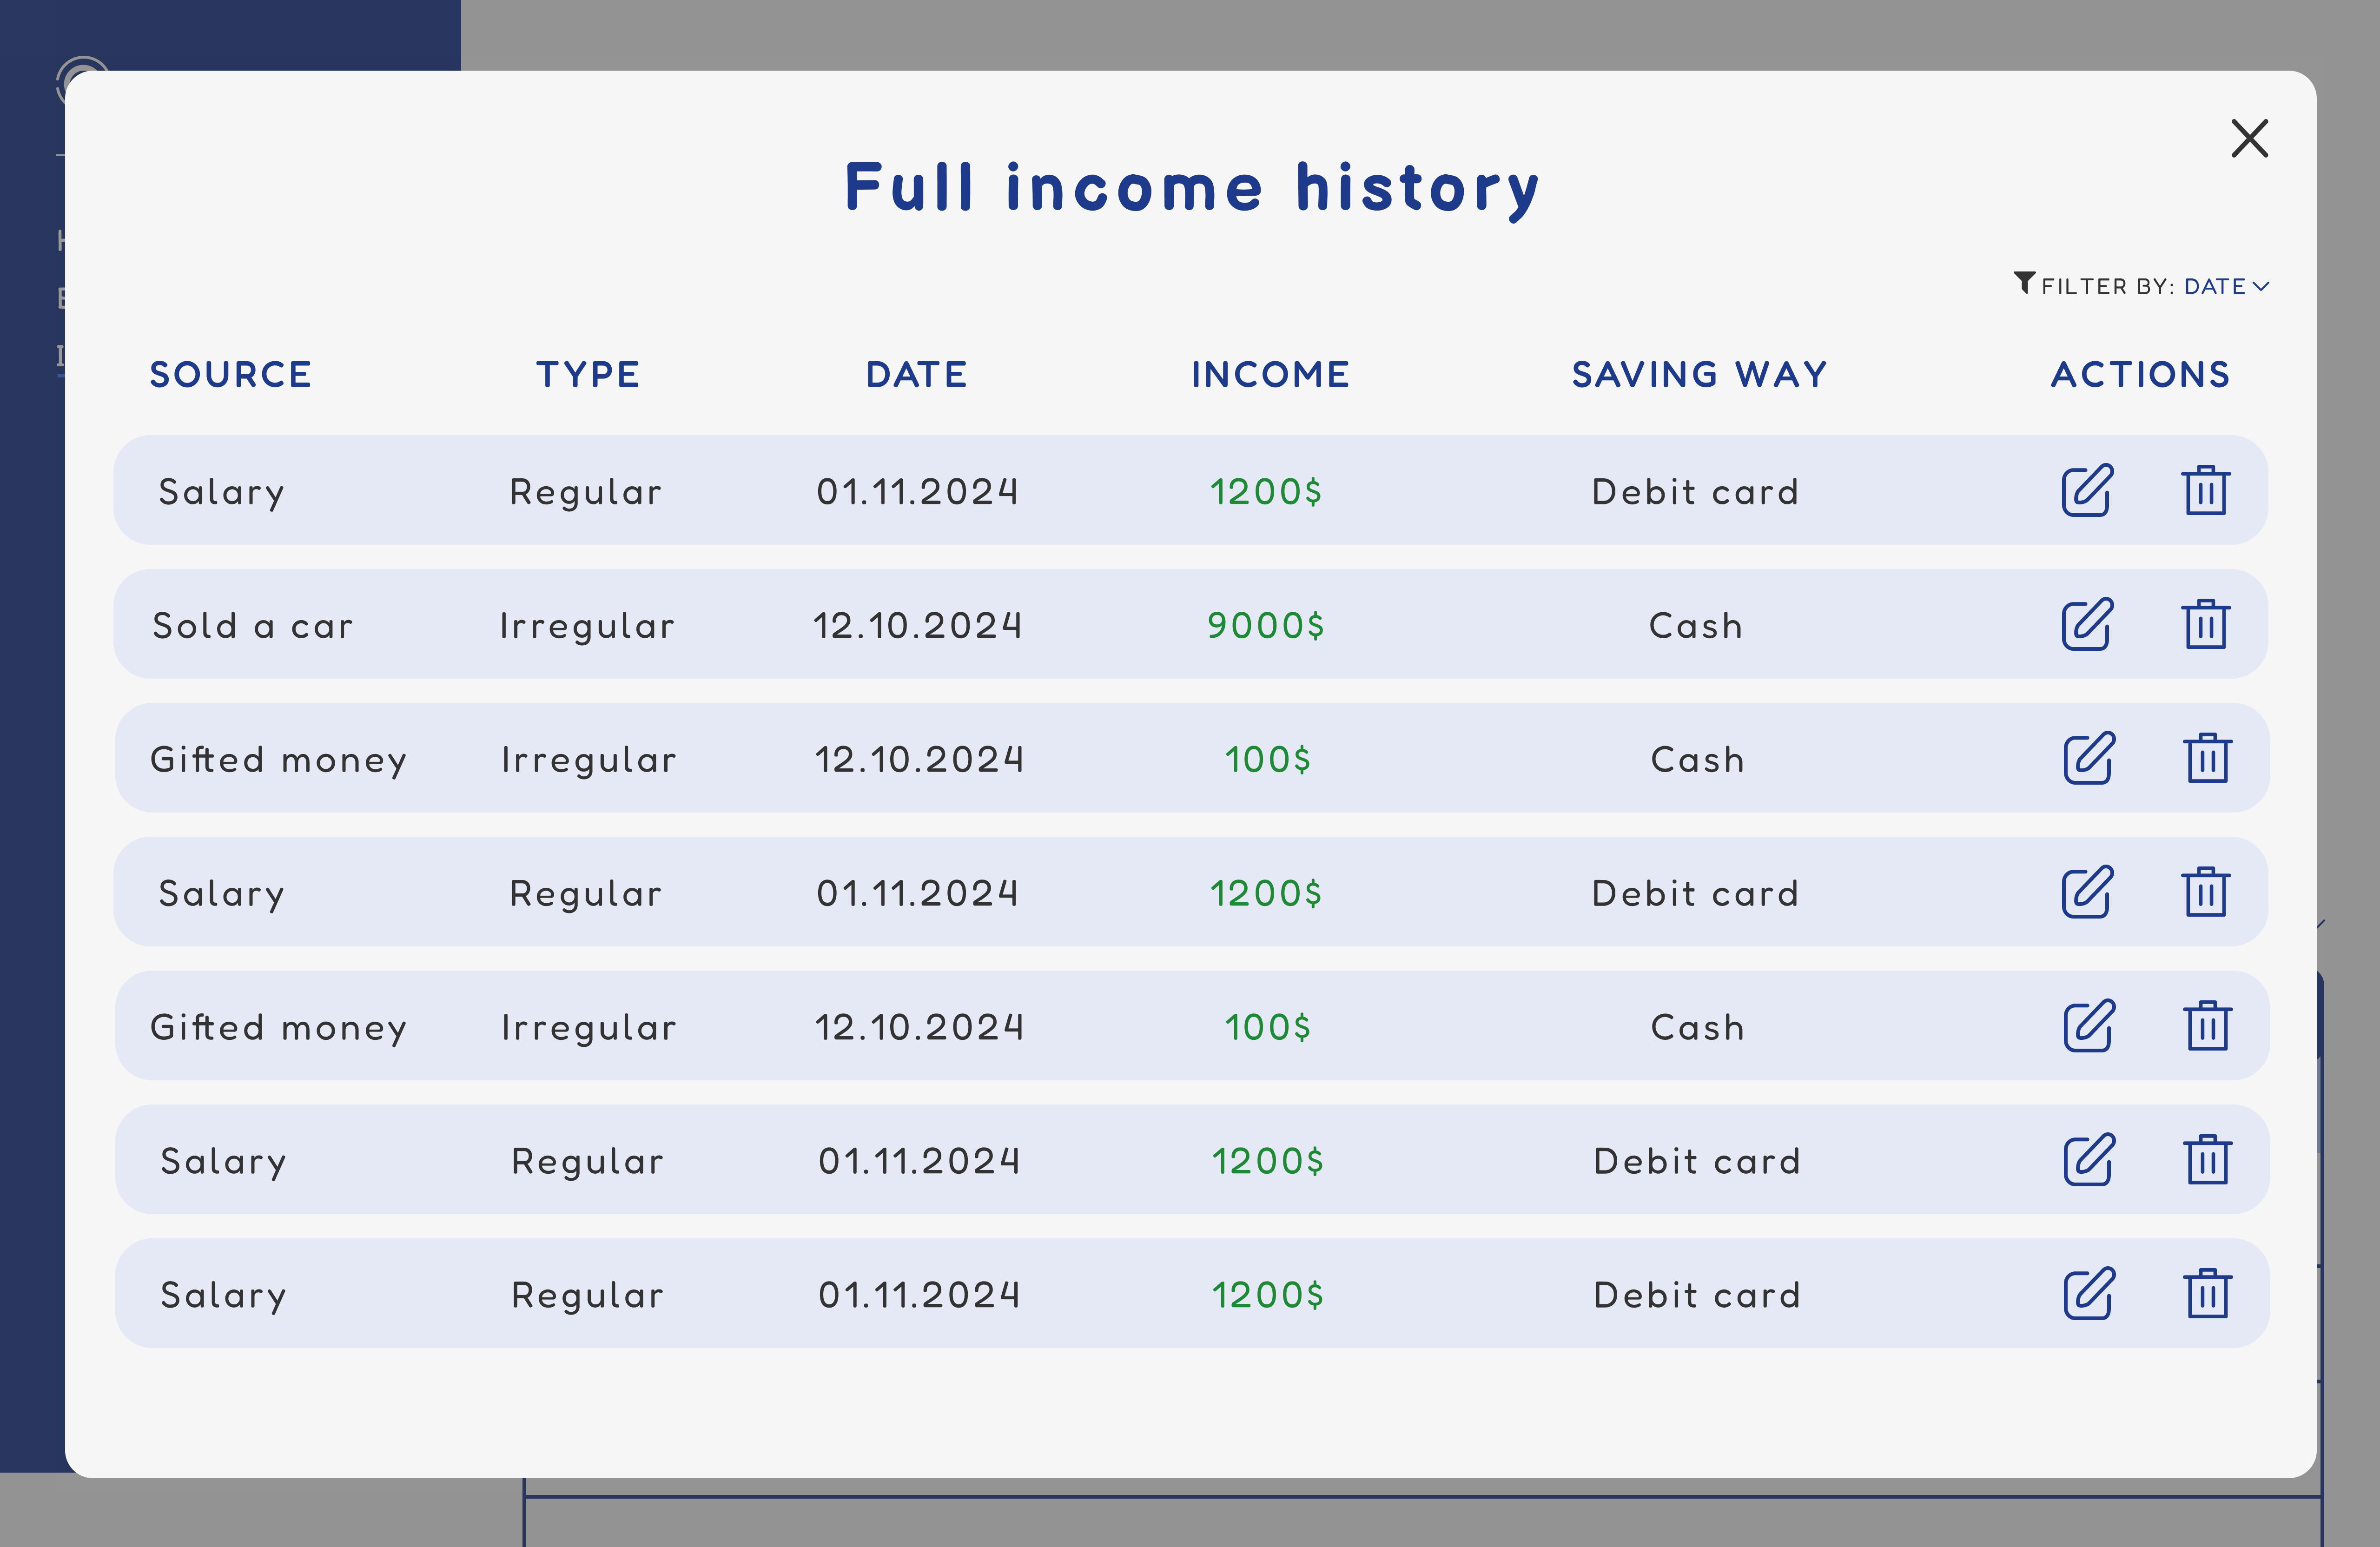 Full income history
FILTER BY: DATE
SOURCE TYPE DATE INCOME SAVING WAY ACTIONS
Salary Regular 01.11.2024 1200$ Debit card
Sold a car Irregular 12.10.2024 9000$ Cash
Gifted money Irregular 12.10.2024 100$ Cash
Salary Regular 01.11.2024 1200$ Debit card
Gifted money Irregular 12.10.2024 100$ Cash
Salary Regular 01.11.2024 1200$ Debit card
Salary Regular 01.11.2024 1200$ Debit card